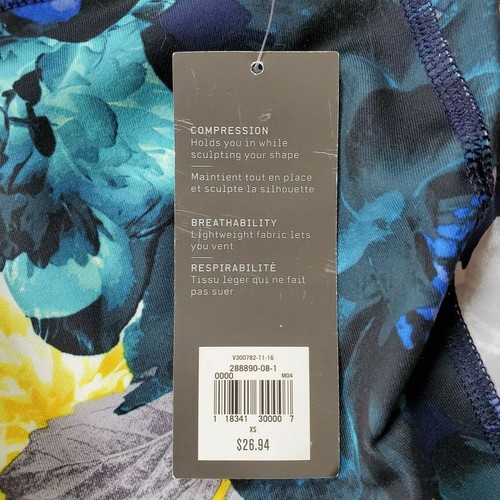 COMPRESSION
Holds you in while
sculpting your shape
Maintient tout en place
et sculpte la silhouette
BREATHABILITY
Lightweight fabric lets
you vent
RESPIRABILITÉ
Tissu léger qui ne fait
pas suer
V300782-11-16
288890-08-1
0000 M04
1 18341 30000 7
XS
$26.94